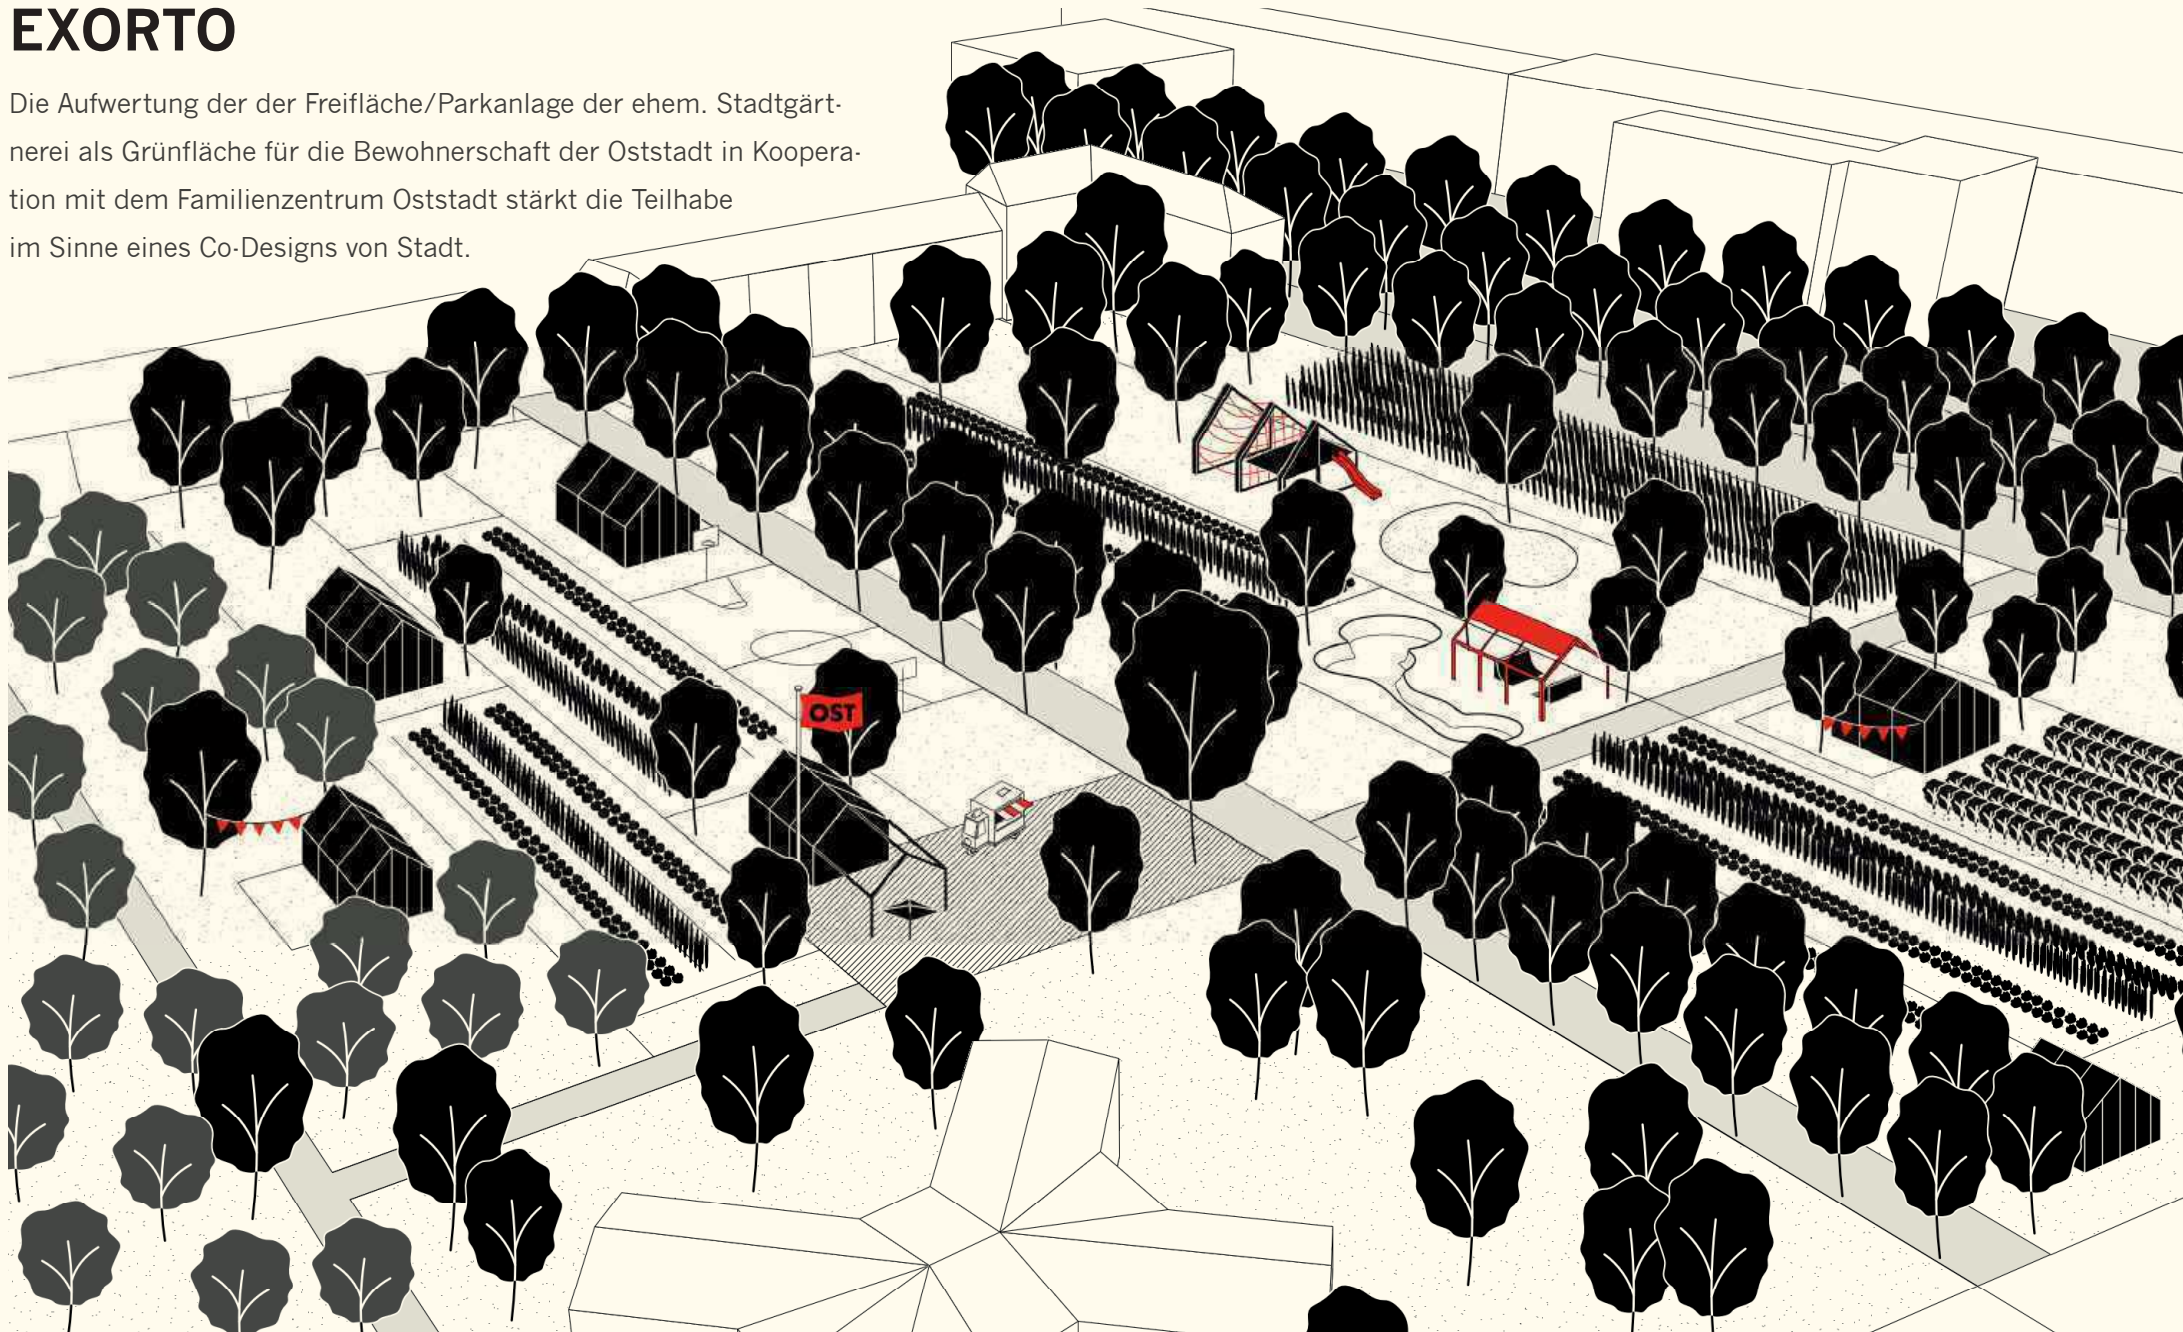 EXORTO
Die Aufwertung der der Freifläche/Parkanlage der ehem. Stadtgärt-
nerei als Grünfläche für die Bewohnerschaft der Oststadt in Koopera-
tion mit dem Familienzentrum Oststadt stärkt die Teilhabe
im Sinne eines Co-Designs von Stadt.
OST